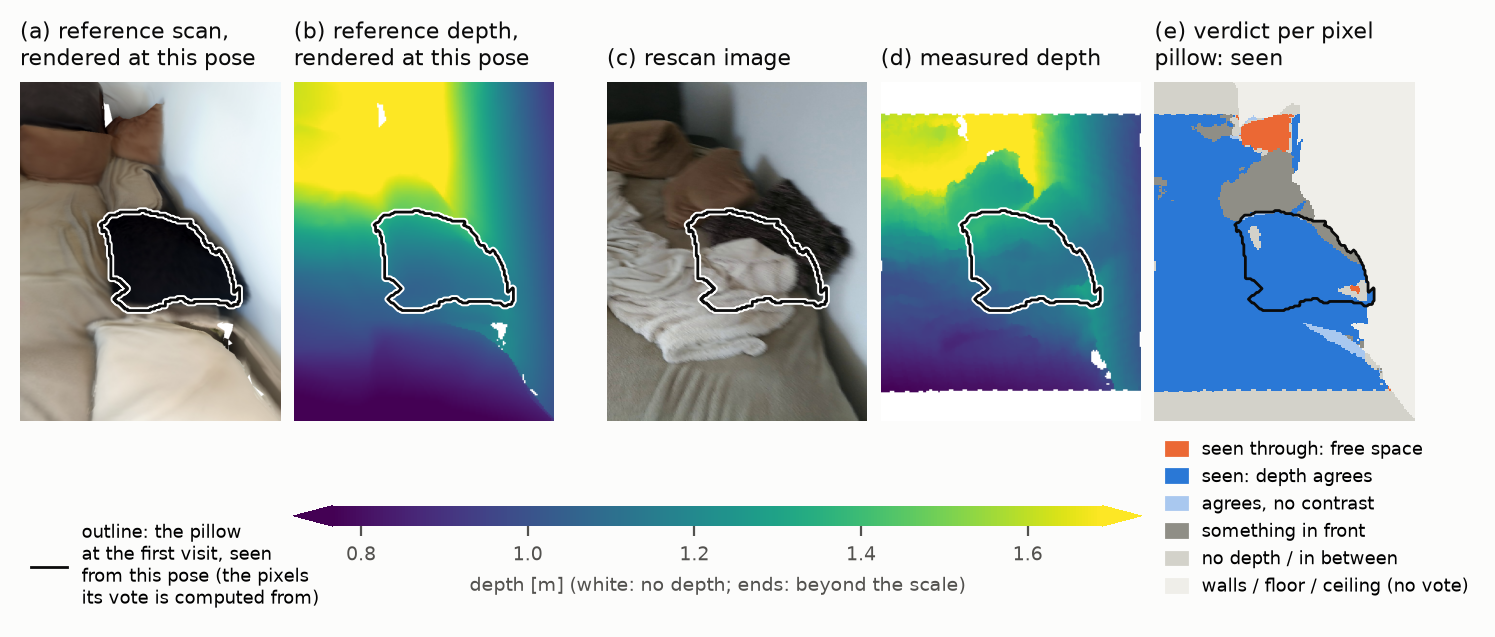 (a) reference scan,
rendered at this pose
(b) reference depth,
rendered at this pose
(c) rescan image
(d) measured depth
(e) verdict per pixel
pillow: seen
seen through: free space
seen: depth agrees
agrees, no contrast
something in front
no depth / in between
walls / floor / ceiling (no vote)
outline: the pillow
at the first visit, seen
from this pose (the pixels
its vote is computed from)
0.8 1.0 1.2 1.4 1.6
depth [m] (white: no depth; ends: beyond the scale)